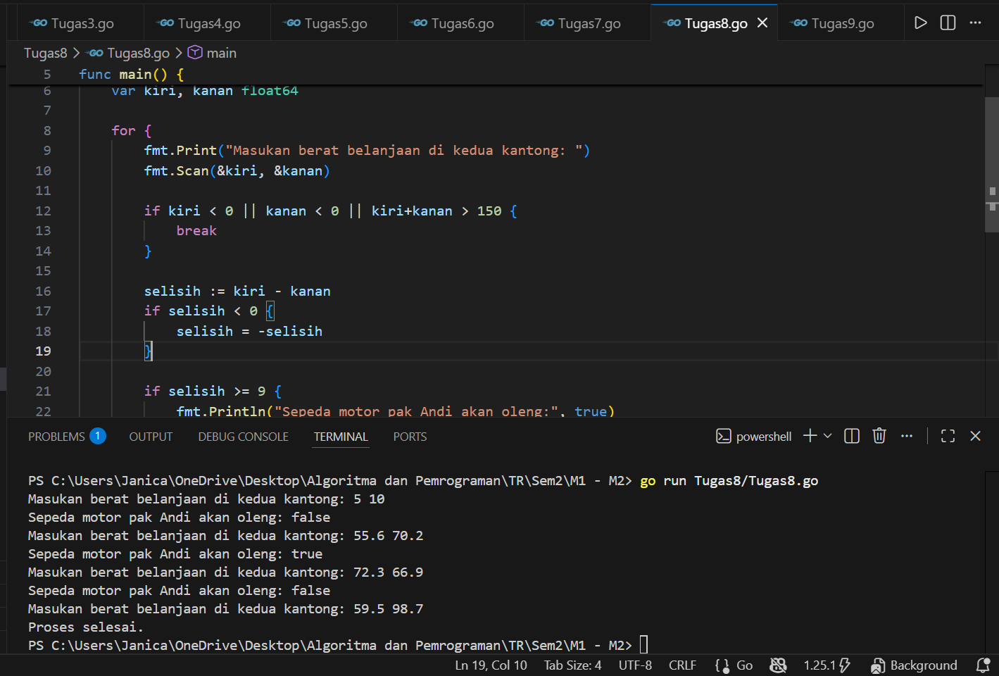 Tugas3.go Tugas4.go Tugas5.go Tugas6.go Tugas7.go Tugas8.go Tugas9.go
Tugas8 > Tugas8.go > main
5 func main() {
6 var kiri, kanan float64
7
8 for {
9 fmt.Print("Masukan berat belanjaan di kedua kantong: ")
10 fmt.Scan(&kiri, &kanan)
11
12 if kiri < 0 || kanan < 0 || kiri+kanan > 150 {
13 break
14 }
15
16 selisih := kiri - kanan
17 if selisih < 0 {
18 selisih = -selisih
19 }
20
21 if selisih >= 9 {
22 fmt.Println("Sepeda motor pak Andi akan oleng:", true)
PROBLEMS 1 OUTPUT DEBUG CONSOLE TERMINAL PORTS powershell
PS C:\Users\Janica\OneDrive\Desktop\Algoritma dan Pemrograman\TR\Sem2\M1 - M2> go run Tugas8/Tugas8.go
Masukan berat belanjaan di kedua kantong: 5 10
Sepeda motor pak Andi akan oleng: false
Masukan berat belanjaan di kedua kantong: 55.6 70.2
Sepeda motor pak Andi akan oleng: true
Masukan berat belanjaan di kedua kantong: 72.3 66.9
Sepeda motor pak Andi akan oleng: false
Masukan berat belanjaan di kedua kantong: 59.5 98.7
Proses selesai.
PS C:\Users\Janica\OneDrive\Desktop\Algoritma dan Pemrograman\TR\Sem2\M1 - M2>
Ln 19, Col 10 Tab Size: 4 UTF-8 CRLF {} Go 1.25.1 Background